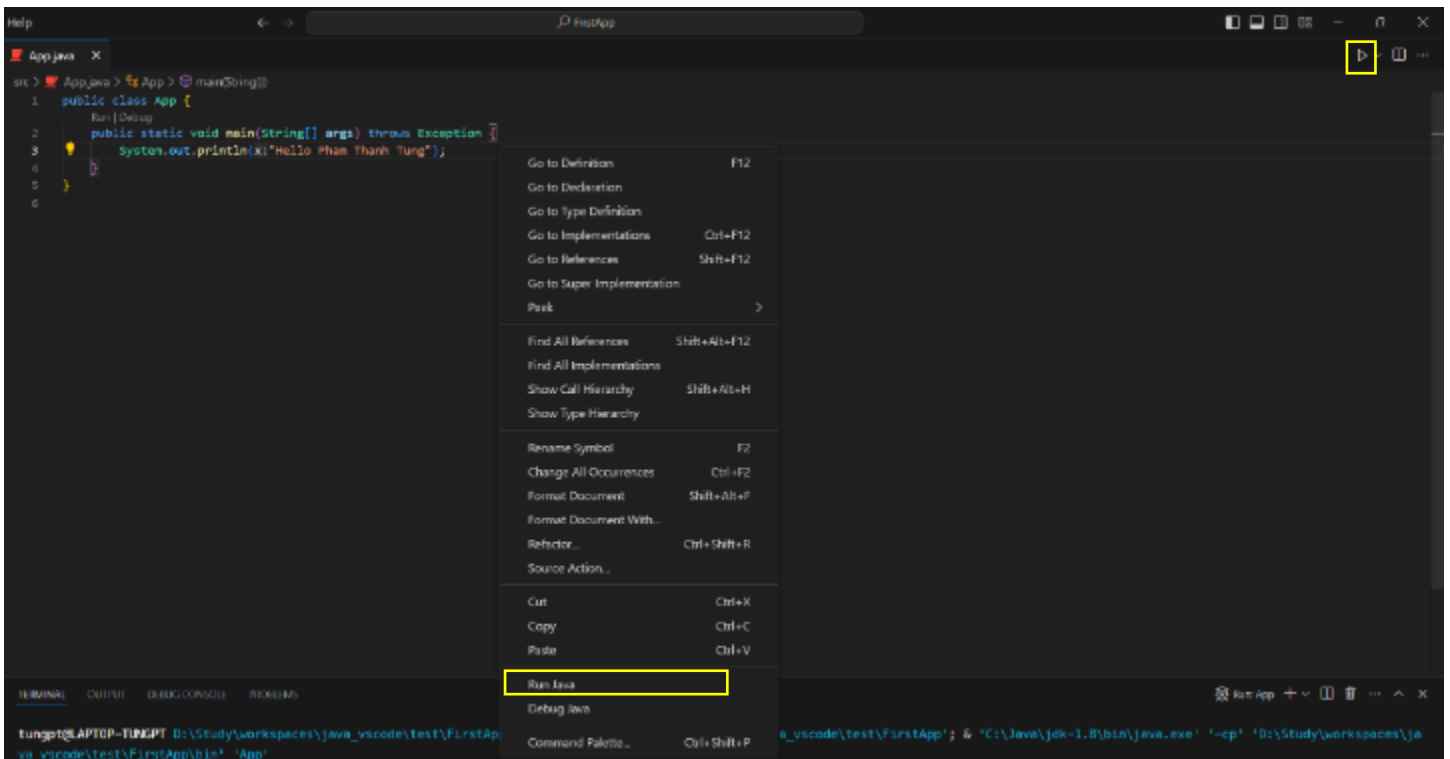 Help
FirstApp
App.java
src > App.java > App > main(String[])
1 public class App {
Run | Debug
2 public static void main(String[] args) throws Exception {
3 System.out.println(x:"Hello Pham Thanh Tung");
4 }
5 }
6
Go to Definition F12
Go to Declaration
Go to Type Definition
Go to Implementations Ctrl+F12
Go to References Shift+F12
Go to Super Implementation
Peek >
Find All References Shift+Alt+F12
Find All Implementations
Show Call Hierarchy Shift+Alt+H
Show Type Hierarchy
Rename Symbol F2
Change All Occurrences Ctrl+F2
Format Document Shift+Alt+F
Format Document With...
Refactor... Ctrl+Shift+R
Source Action...
Cut Ctrl+X
Copy Ctrl+C
Paste Ctrl+V
Run Java
Debug Java
Command Palette... Ctrl+Shift+P
TERMINAL OUTPUT DEBUG CONSOLE PROBLEMS
Run: App
tungpt@LAPTOP-TUNGPT D:\Study\workspaces\java_vscode\test\FirstAp a_vscode\test\FirstApp'; & 'C:\Java\jdk-1.8\bin\java.exe' '-cp' 'D:\Study\workspaces\ja
va_vscode\test\FirstApp\bin' 'App'